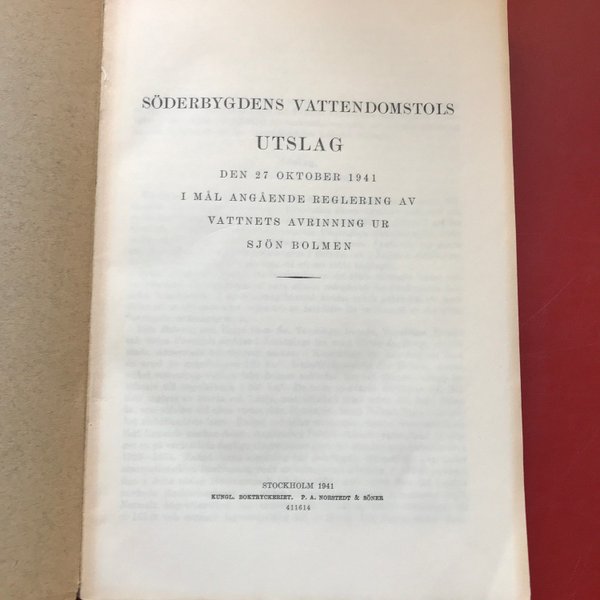 SÖDERBYGDENS VATTENDOMSTOLS
UTSLAG
DEN 27 OKTOBER 1941
I MÅL ANGÅENDE REGLERING AV
VATTNETS AVRINNING UR
SJÖN BOLMEN
STOCKHOLM 1941
KUNGL. BOKTRYCKERIET. P. A. NORSTEDT & SÖNER
411614